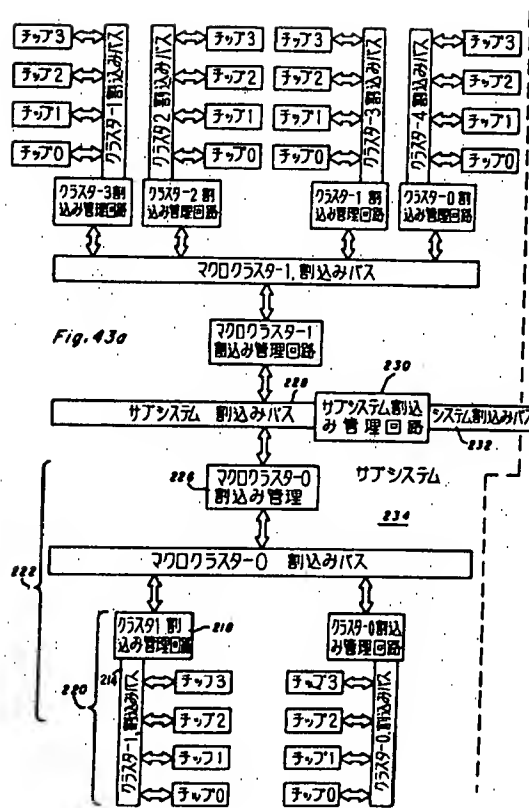 チップ3 チップ3 チップ3 チップ3
チップ2 チップ2 チップ2 チップ2
チップ1 チップ1 チップ1 チップ1
チップ0 チップ0 チップ0 チップ0
クラスター1割込みバス
クラスター2割込みバス
クラスター3割込みバス
クラスター4割込みバス
クラスター3割
込み管理回路
クラスター2 割
込み管理回路
クラスター1 割
込み管理回路
クラスター0 割
込み管理回路
マクロクラスター1,割込みバス
Fig.43a
マクロクラスター1
割込み管理回路
228
230
サブシステム 割込みバス
サブシステム割込
み管理回路
システム割込みバス
232
226
マクロクラスター0
割込み管理
サブシステム
234
222
マクロクラスター0 割込みバス
クラスタ1 割
込み管理回路
218
クラスター0割込
み管理回路
220
214
クラスター1,割込みバス
クラスター0,割込みバス
チップ3 チップ3
チップ2 チップ2
チップ1 チップ1
チップ0 チップ0